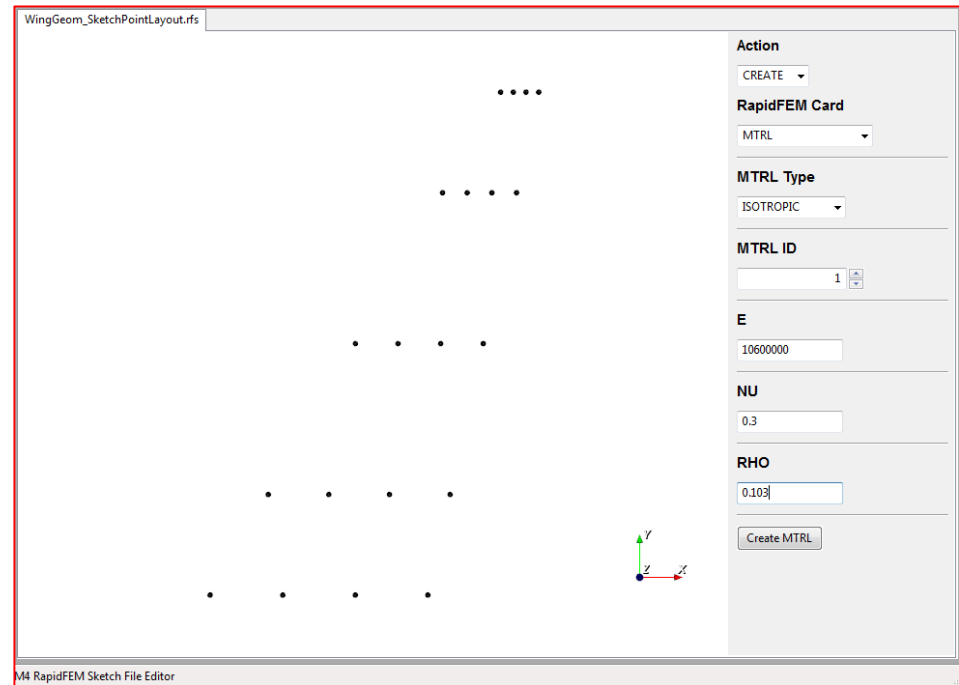 WingGeom_SketchPointLayout.rfs
Action
CREATE
RapidFEM Card
MTRL
MTRL Type
ISOTROPIC
MTRL ID
1
E
10600000
NU
0.3
RHO
0.103
Create MTRL
Y
Z X
M4 RapidFEM Sketch File Editor